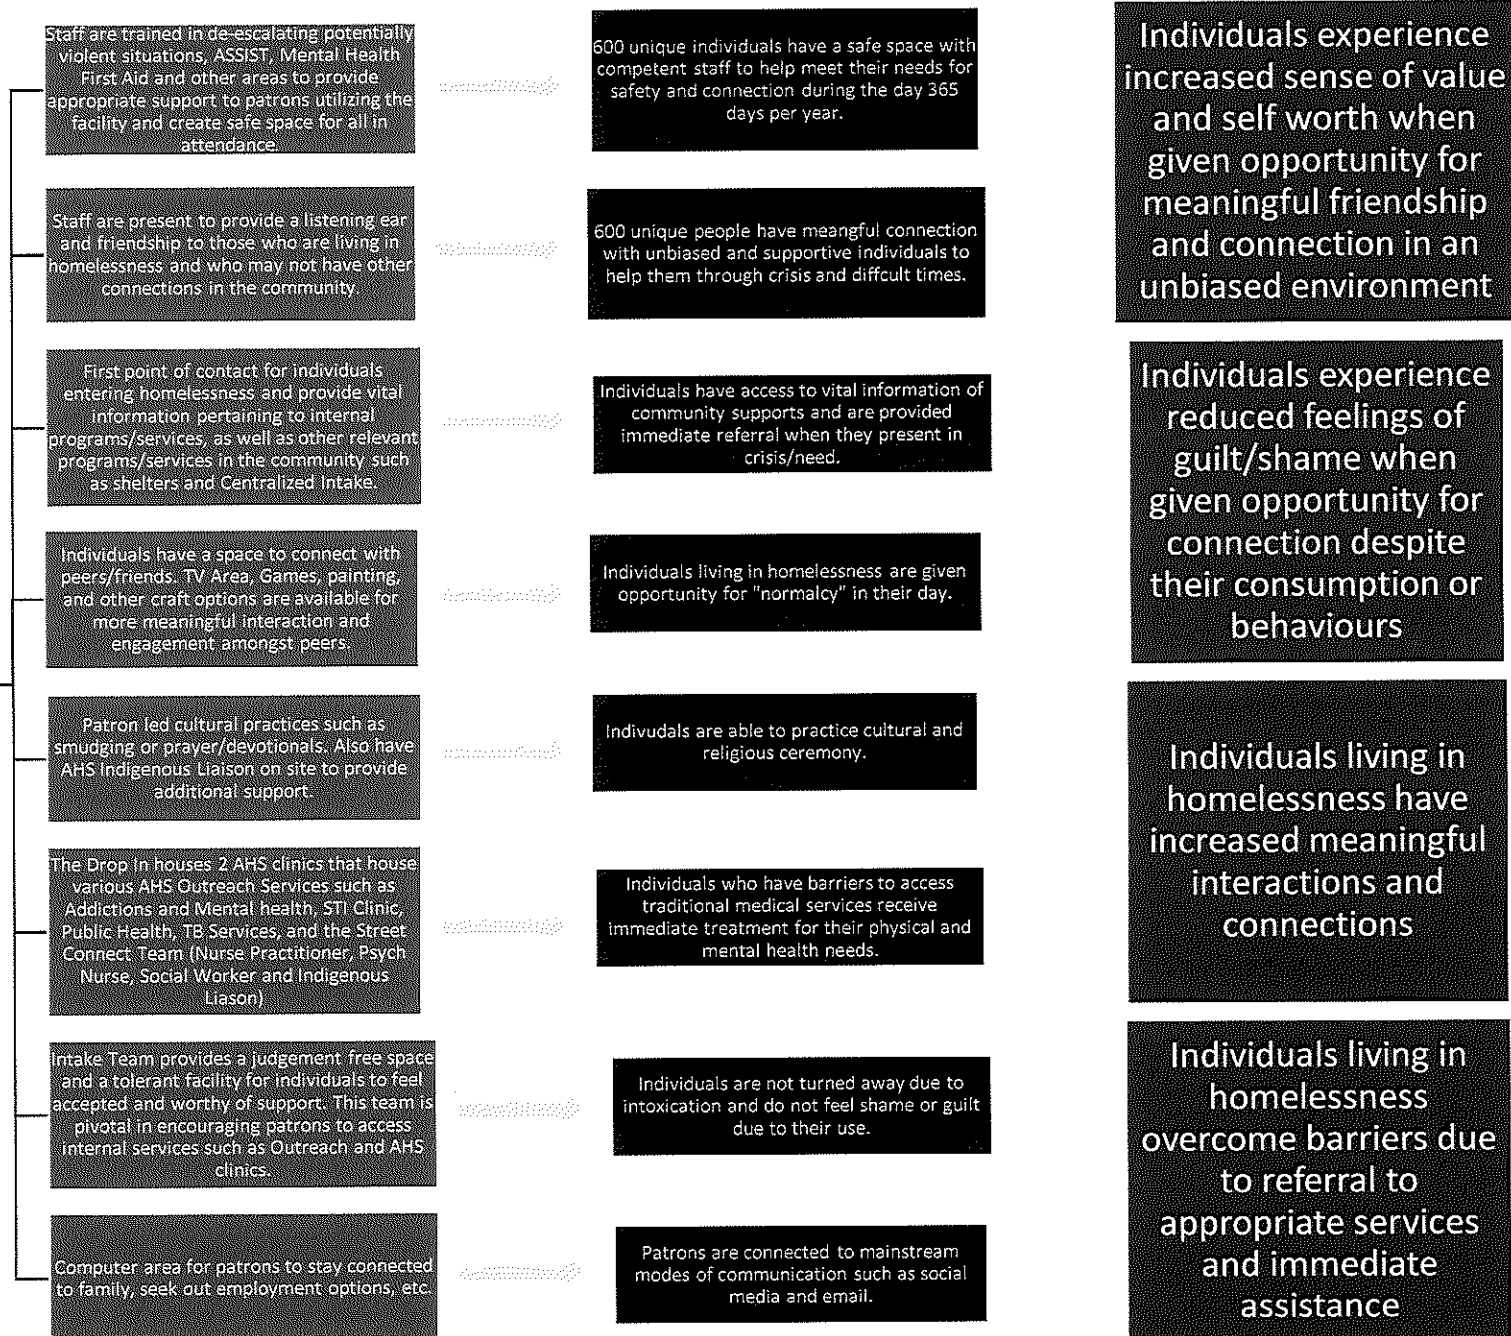 Staff are trained in de-escalating potentially
violent situations, ASSIST, Mental Health
First Aid and other areas to provide
appropriate support to patrons utilizing the
facility and create safe space for all in
attendance.
600 unique individuals have a safe space with
competent staff to help meet their needs for
safety and connection during the day 365
days per year.
Staff are present to provide a listening ear
and friendship to those who are living in
homelessness and who may not have other
connections in the community.
600 unique people have meangful connection
with unbiased and supportive individuals to
help them through crisis and diffcult times.
First point of contact for individuals
entering homelessness and provide vital
information pertaining to internal
programs/services, as well as other relevant
programs/services in the community such
as shelters and Centralized Intake.
Individuals have access to vital information of
community supports and are provided
immediate referral when they present in
crisis/need.
Individuals have a space to connect with
peers/friends. TV Area, Games, painting,
and other craft options are available for
more meaningful interaction and
engagement amongst peers.
Individuals living in homelessness are given
opportunity for "normalcy" in their day.
Patron led cultural practices such as
smudging or prayer/devotionals. Also have
AHS Indigenous Liaison on site to provide
additional support.
Indivudals are able to practice cultural and
religious ceremony.
The Drop In houses 2 AHS clinics that house
various AHS Outreach Services such as
Addictions and Mental health, STI Clinic,
Public Health, TB Services, and the Street
Connect Team (Nurse Practitioner, Psych
Nurse, Social Worker and Indigenous
Liason)
Individuals who have barriers to access
traditional medical services receive
immediate treatment for their physical and
mental health needs.
Intake Team provides a judgement free space
and a tolerant facility for individuals to feel
accepted and worthy of support. This team is
pivotal in encouraging patrons to access
internal services such as Outreach and AHS
clinics.
Individuals are not turned away due to
intoxication and do not feel shame or guilt
due to their use.
Computer area for patrons to stay connected
to family, seek out employment options, etc.
Patrons are connected to mainstream
modes of communication such as social
media and email.
Individuals experience
increased sense of value
and self worth when
given opportunity for
meaningful friendship
and connection in an
unbiased environment
Individuals experience
reduced feelings of
guilt/shame when
given opportunity for
connection despite
their consumption or
behaviours
Individuals living in
homelessness have
increased meaningful
interactions and
connections
Individuals living in
homelessness
overcome barriers due
to referral to
appropriate services
and immediate
assistance